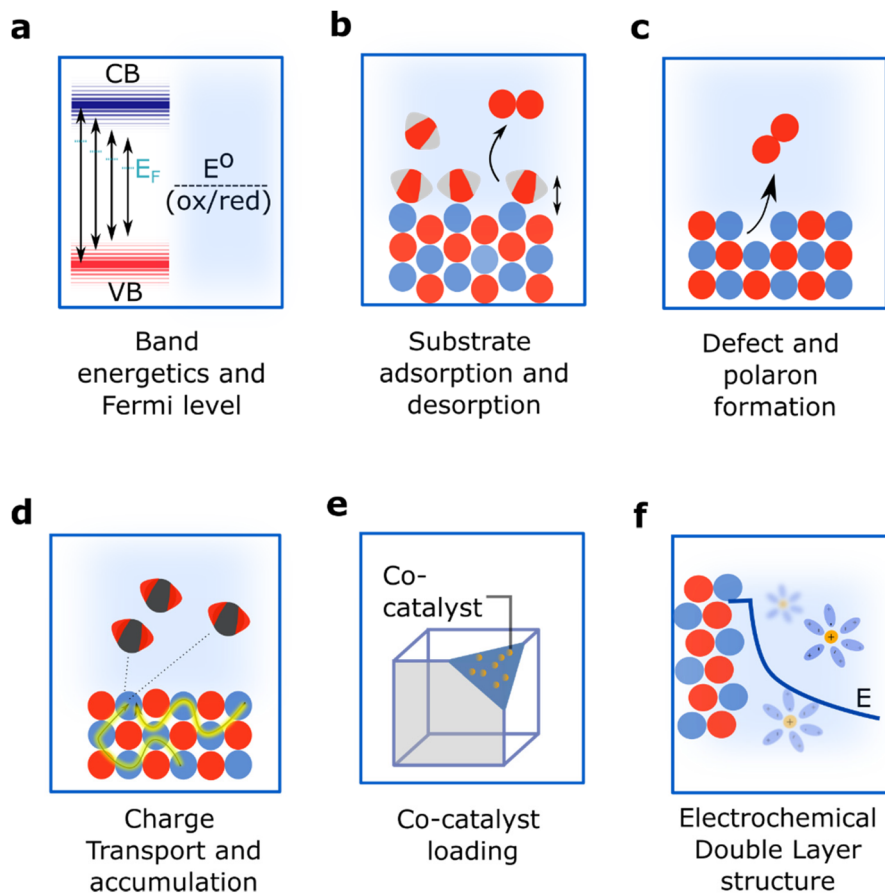 a
CB
E_F
E^o
(ox/red)
VB
Band
energetics and
Fermi level
b
Substrate
adsorption and
desorption
c
Defect and
polaron
formation
d
Charge
Transport and
accumulation
e
Co-
catalyst
Co-catalyst
loading
f
+
+
+
E
Electrochemical
Double Layer
structure